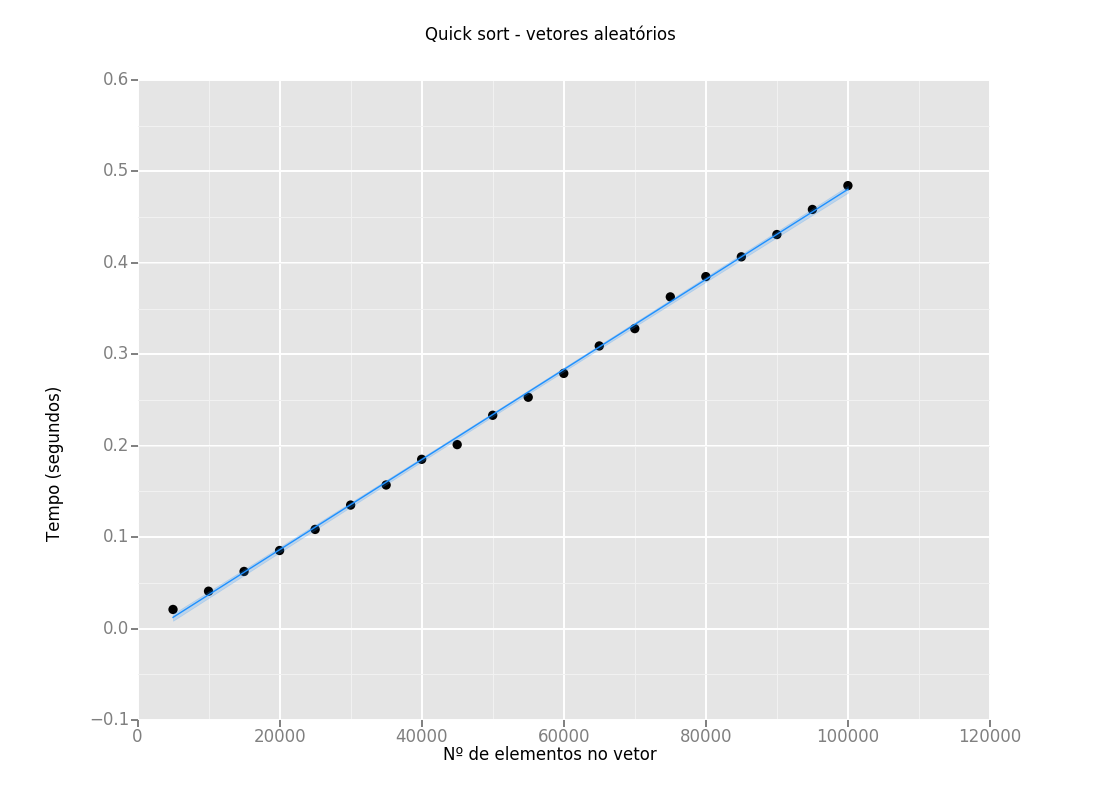 Quick sort - vetores aleatórios
0.6
0.5
0.4
0.3
0.2
0.1
0.0
−0.1
Tempo (segundos)
0 20000 40000 60000 80000 100000 120000
Nº de elementos no vetor